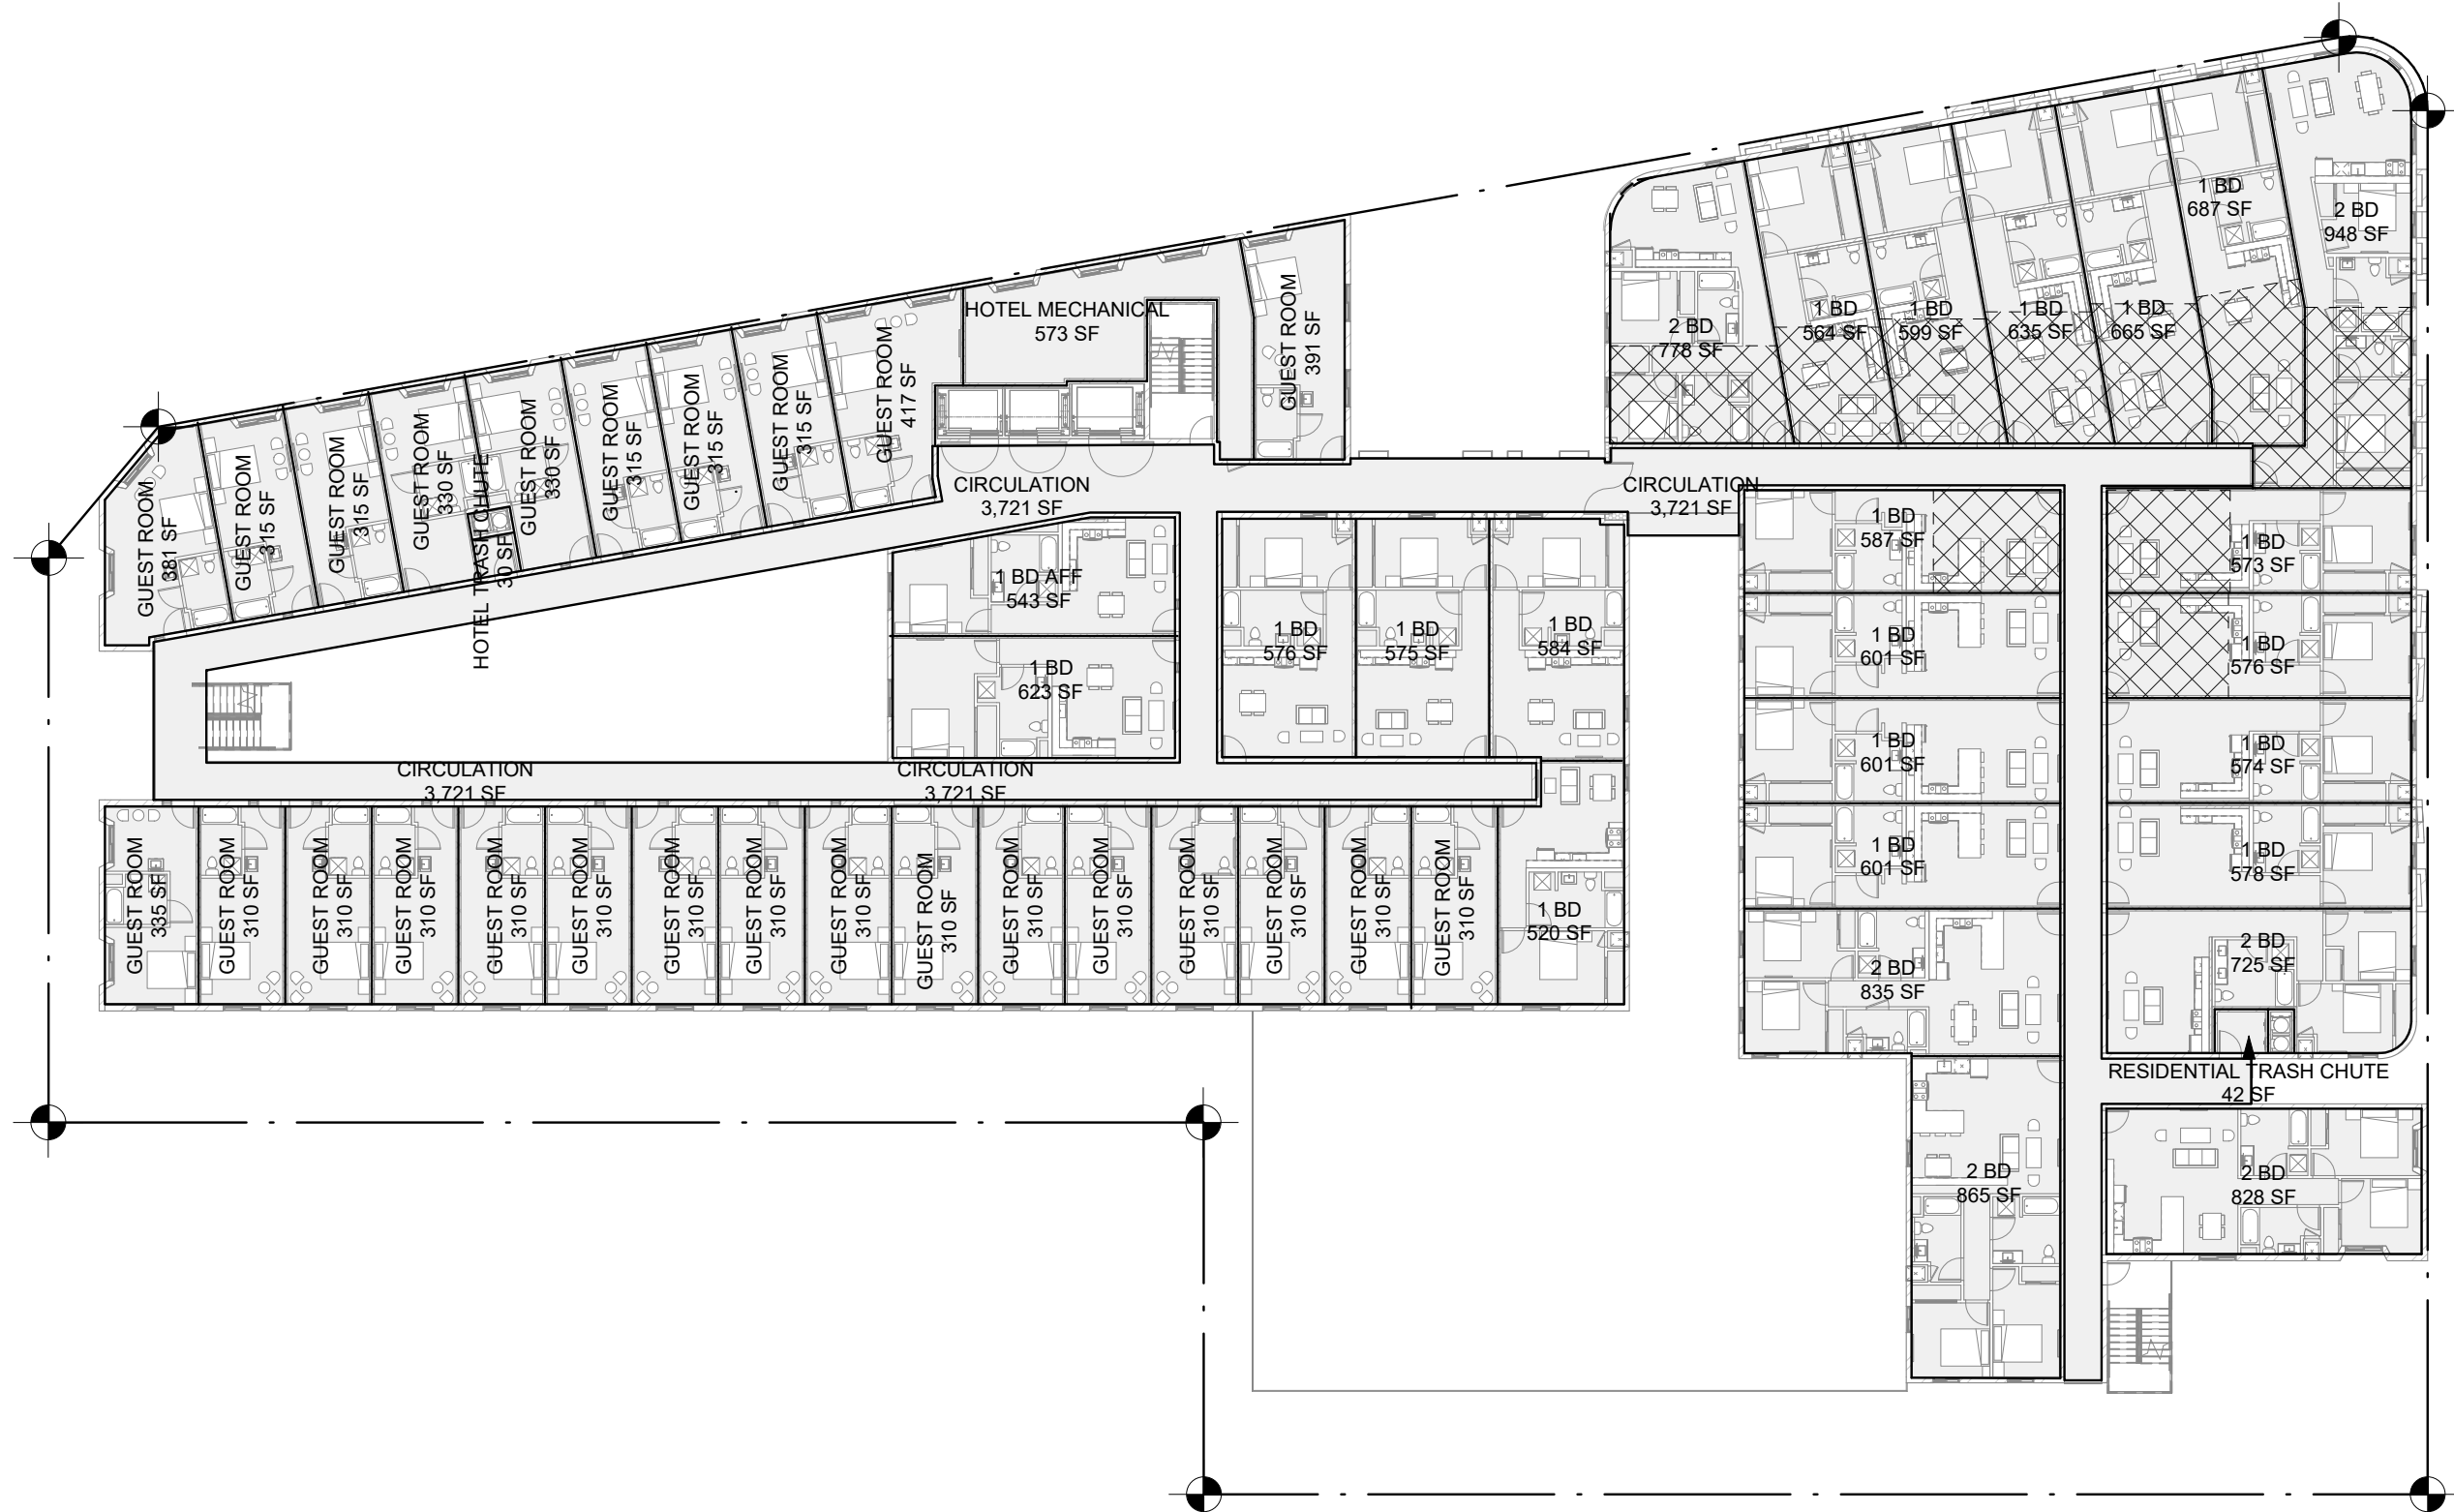 1 BD
687 SF
2 BD
948 SF
HOTEL MECHANICAL
573 SF
GUEST ROOM
391 SF
2 BD
778 SF
1 BD
564 SF
1 BD
599 SF
1 BD
635 SF
1 BD
665 SF
GUEST ROOM
381 SF
GUEST ROOM
315 SF
GUEST ROOM
315 SF
GUEST ROOM
330 SF
HOTEL TRASH CHUTE
30 SF
GUEST ROOM
330 SF
GUEST ROOM
315 SF
GUEST ROOM
315 SF
GUEST ROOM
315 SF
GUEST ROOM
417 SF
CIRCULATION
3,721 SF
CIRCULATION
3,721 SF
1 BD
587 SF
1 BD
573 SF
1 BD AFF
543 SF
1 BD
576 SF
1 BD
575 SF
1 BD
584 SF
1 BD
601 SF
1 BD
576 SF
1 BD
623 SF
1 BD
601 SF
1 BD
574 SF
CIRCULATION
3,721 SF
CIRCULATION
3,721 SF
1 BD
601 SF
1 BD
578 SF
GUEST ROOM
335 SF
GUEST ROOM
310 SF
GUEST ROOM
310 SF
GUEST ROOM
310 SF
GUEST ROOM
310 SF
GUEST ROOM
310 SF
GUEST ROOM
310 SF
GUEST ROOM
310 SF
GUEST ROOM
310 SF
GUEST ROOM
310 SF
GUEST ROOM
310 SF
GUEST ROOM
310 SF
GUEST ROOM
310 SF
GUEST ROOM
310 SF
GUEST ROOM
310 SF
GUEST ROOM
310 SF
1 BD
520 SF
2 BD
835 SF
2 BD
725 SF
RESIDENTIAL TRASH CHUTE
42 SF
2 BD
865 SF
2 BD
828 SF